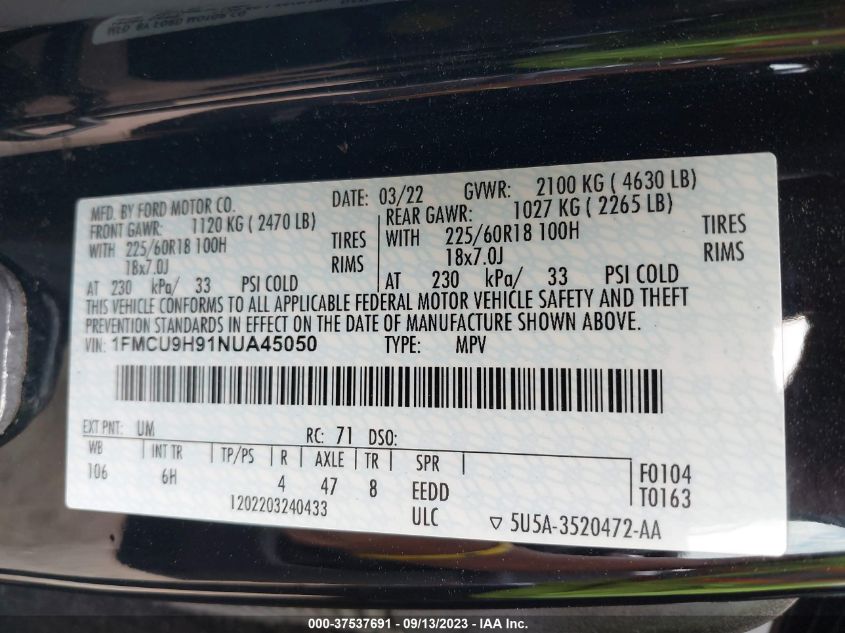 MFD. BY FORD MOTOR CO.
MFD. BY FORD MOTOR CO. DATE: 03/22 GVWR: 2100 KG ( 4630 LB)
FRONT GAWR: 1120 KG ( 2470 LB) REAR GAWR: 1027 KG ( 2265 LB)
WITH 225/60R18 100H TIRES WITH 225/60R18 100H TIRES
18x7.0J RIMS 18x7.0J RIMS
AT 230 kPa/ 33 PSI COLD AT 230 kPa/ 33 PSI COLD
THIS VEHICLE CONFORMS TO ALL APPLICABLE FEDERAL MOTOR VEHICLE SAFETY AND THEFT
PREVENTION STANDARDS IN EFFECT ON THE DATE OF MANUFACTURE SHOWN ABOVE.
VIN: 1FMCU9H91NUA45050 TYPE: MPV
EXT PNT: UM RC: 71 DSO:
WB INT TR TP/PS R AXLE TR SPR F0104
106 6H 4 47 8 EEDD T0163
1202203240433 ULC ▽ 5U5A-3520472-AA
000-37537691 - 09/13/2023 - IAA Inc.